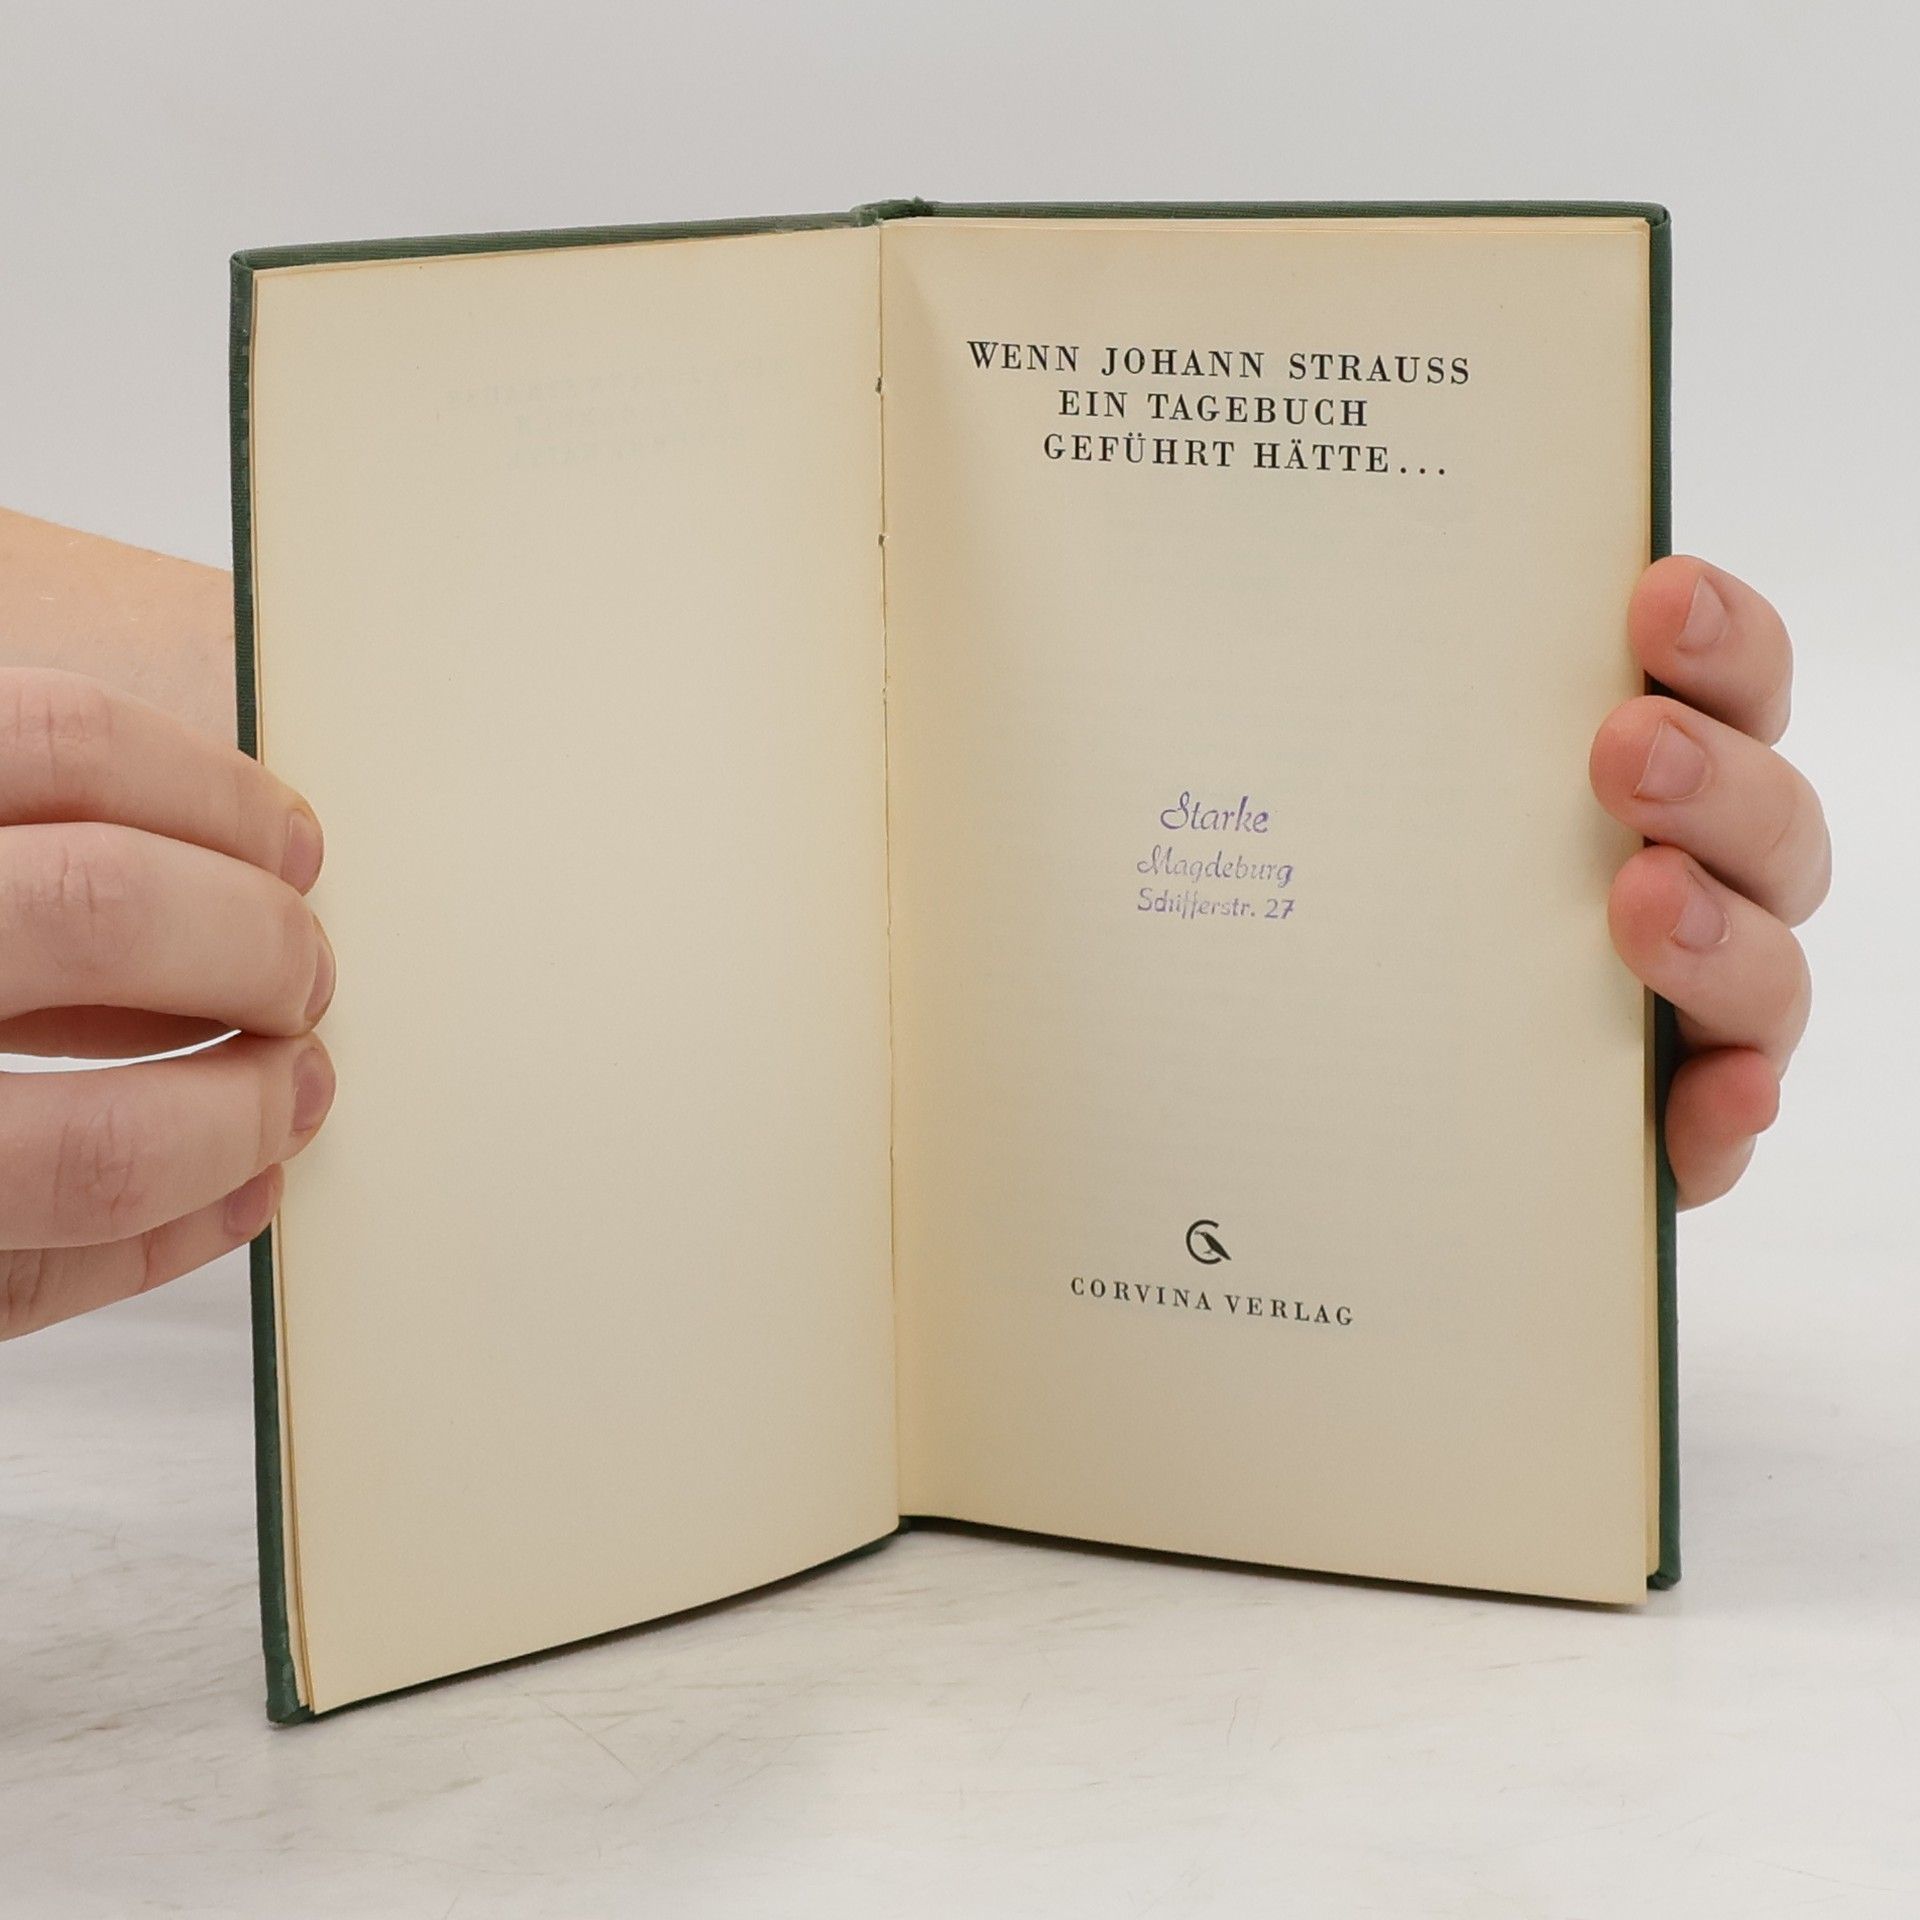 WENN JOHANN STRAUSS
EIN TAGEBUCH
GEFÜHRT HÄTTE...
Starke
Magdeburg
Schifferstr. 27
CORVINA VERLAG